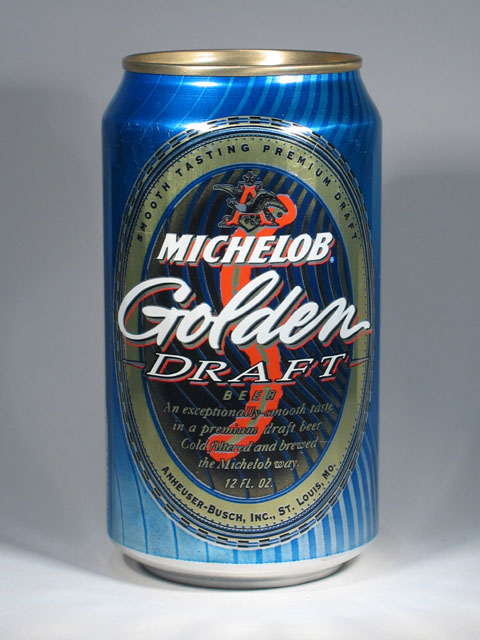 SMOOTH TASTING PREMIUM DRAFT
MICHELOB®
Golden
DRAFT
BEER
An exceptionally smooth taste
in a premium draft beer
Cold filtered and brewed
the Michelob way.
12 FL. OZ.
ANHEUSER-BUSCH, INC., ST. LOUIS, MO.